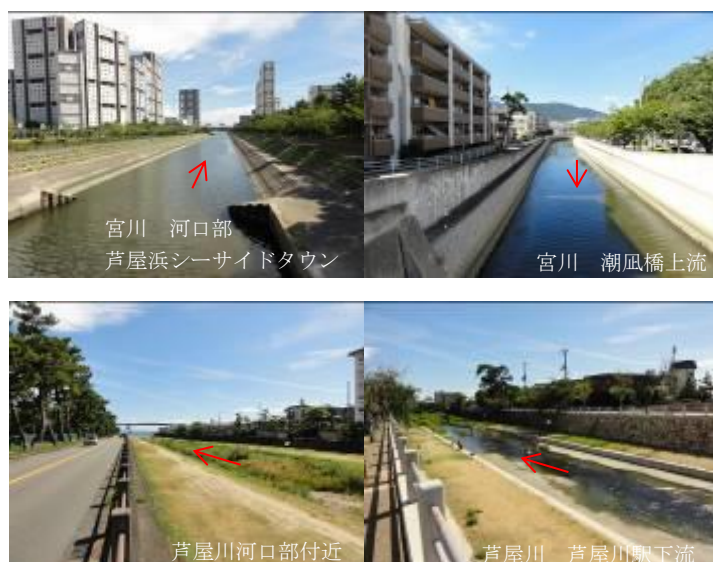 宮川　河口部
芦屋浜シーサイドタウン
宮川　潮凪橋上流
芦屋川河口部付近
芦屋川　芦屋川駅下流